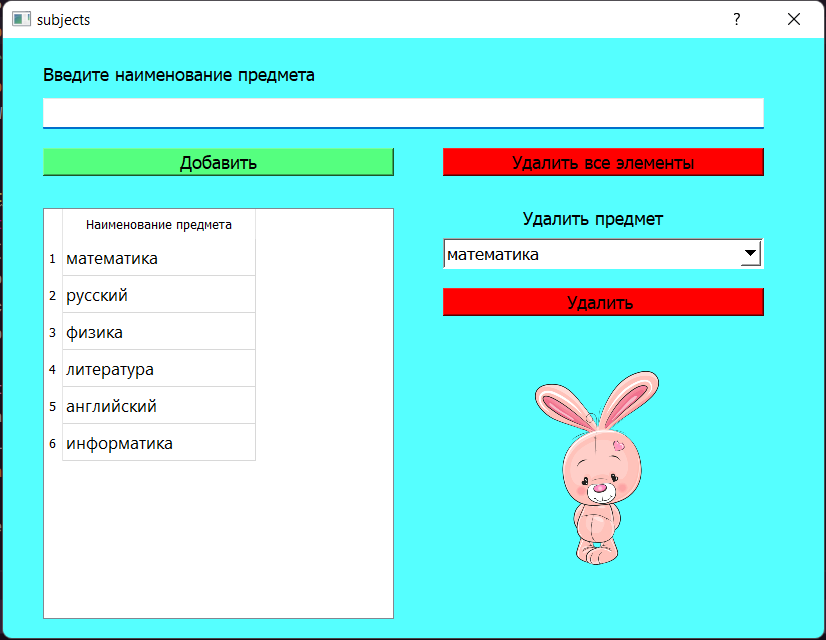 subjects
?
Введите наименование предмета
Добавить
Удалить все элементы
Наименование предмета
1 математика
2 русский
3 физика
4 литература
5 английский
6 информатика
Удалить предмет
математика
Удалить